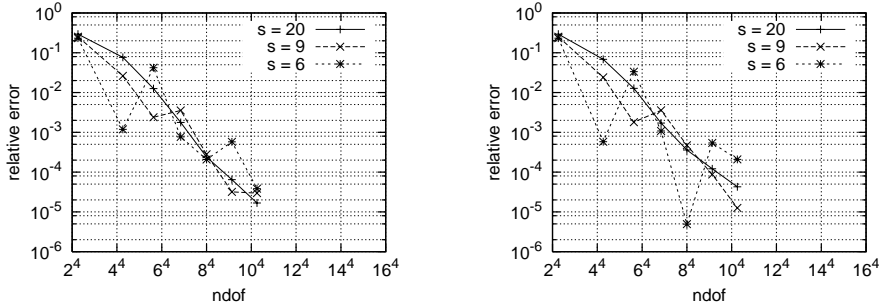 10^0
10^-1
10^-2
10^-3
10^-4
10^-5
10^-6
relative error
s = 20
s = 9
s = 6
2^4 4^4 6^4 8^4 10^4 12^4 14^4 16^4
ndof
10^0
10^-1
10^-2
10^-3
10^-4
10^-5
10^-6
relative error
s = 20
s = 9
s = 6
2^4 4^4 6^4 8^4 10^4 12^4 14^4 16^4
ndof